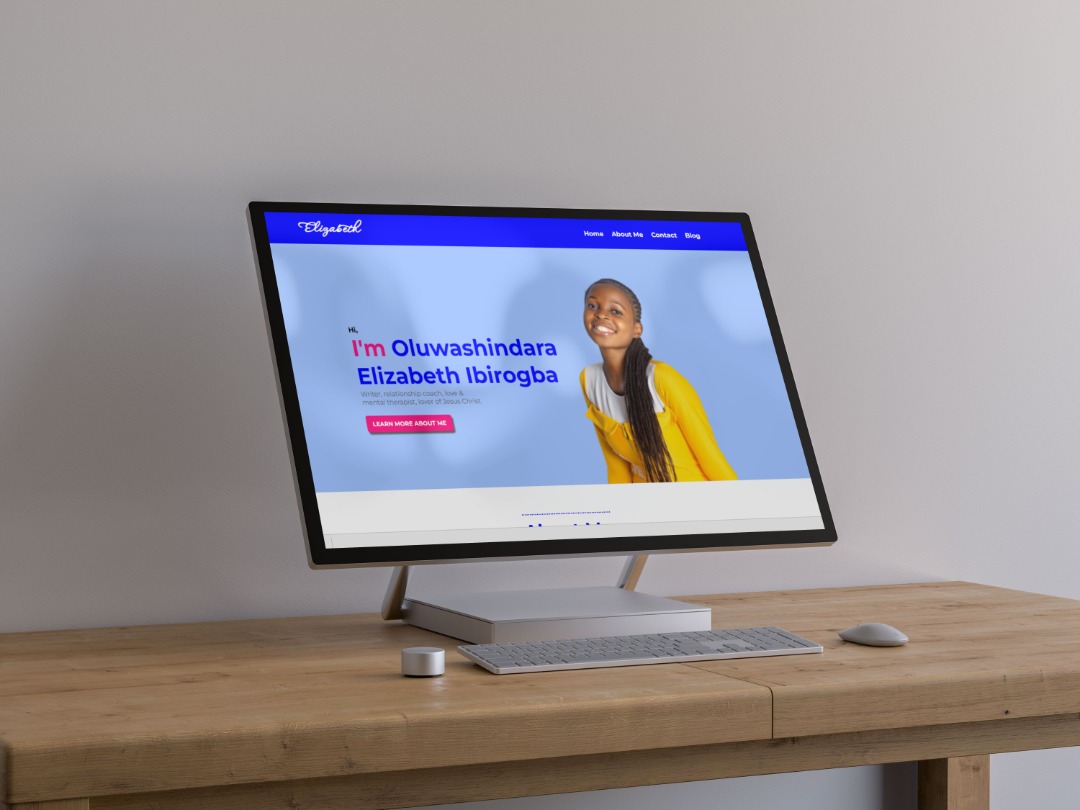 Elizabeth
Home About Me Contact Blog
Hi,
I'm Oluwashindara
Elizabeth Ibirogba
Writer, relationship coach, love &
mental therapist, lover of Jesus Christ.
LEARN MORE ABOUT ME